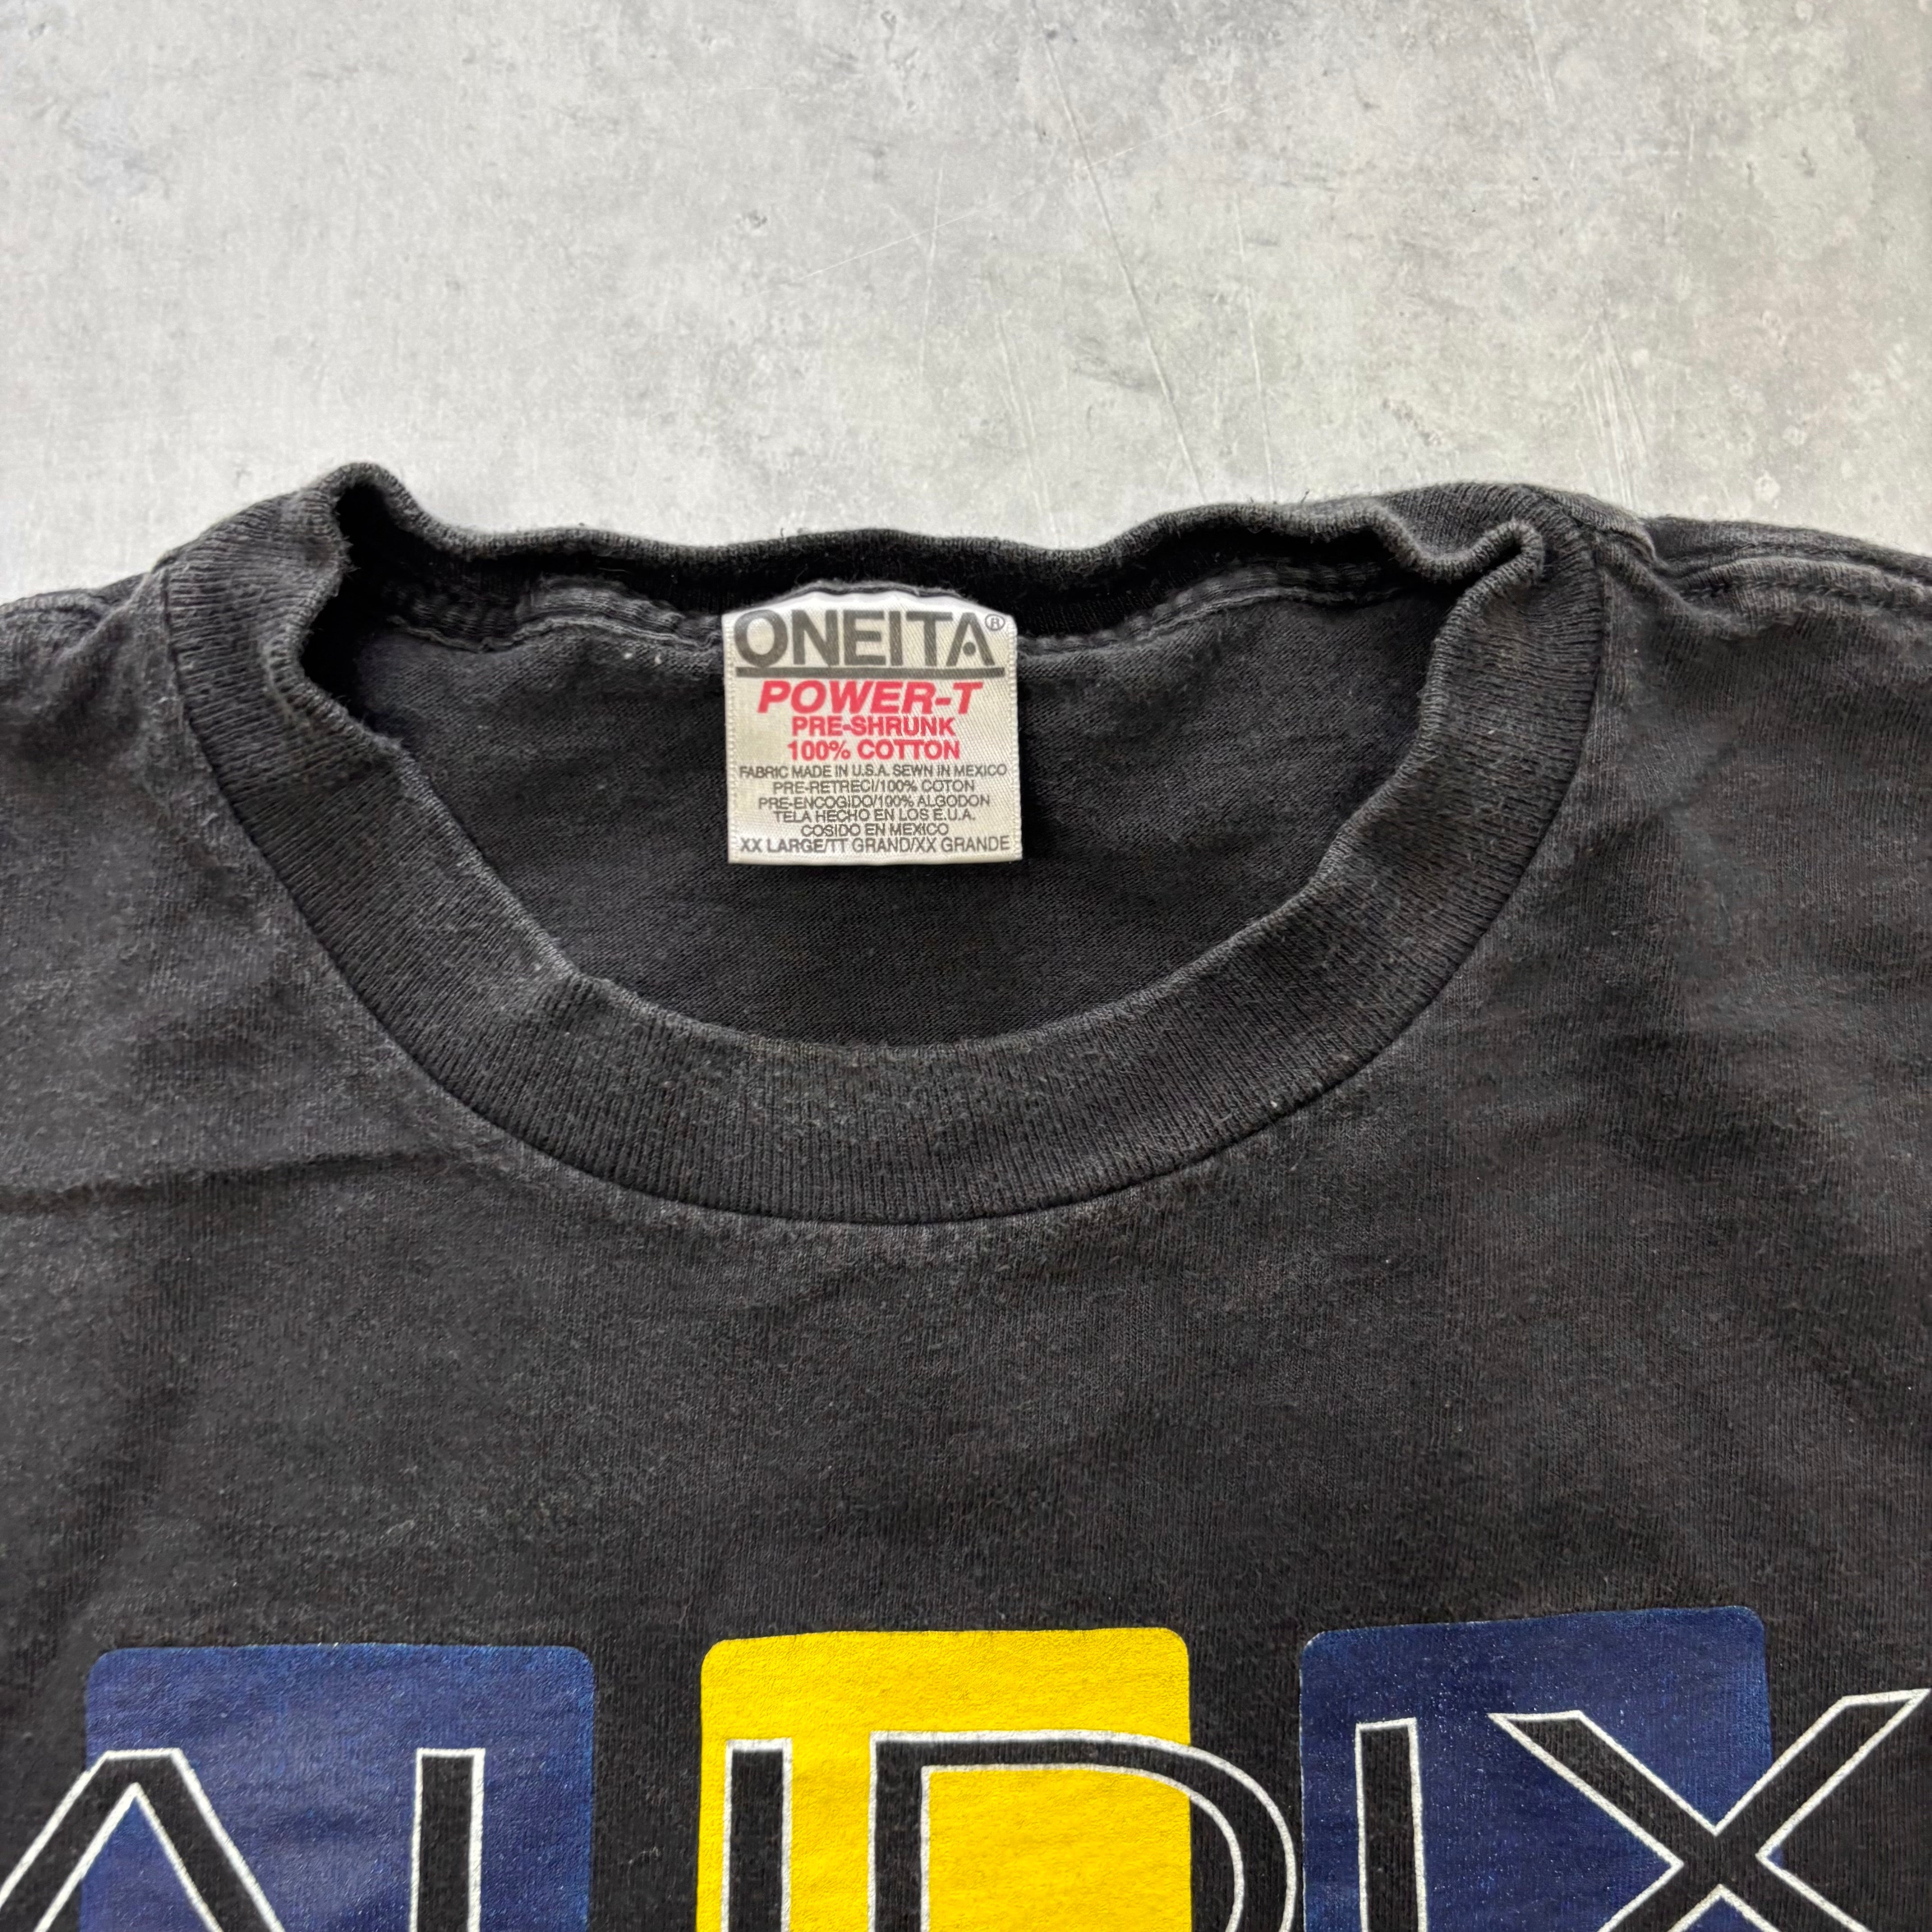 ONEITA®
POWER-T
PRE-SHRUNK
100% COTTON
FABRIC MADE IN U.S.A. SEWN IN MEXICO
PRE-RETRECI/100% COTON
PRE-ENCOGIDO/100% ALGODON
TELA HECHO EN LOS E.U.A.
COSIDO EN MEXICO
XX LARGE/TT GRAND/XX GRANDE